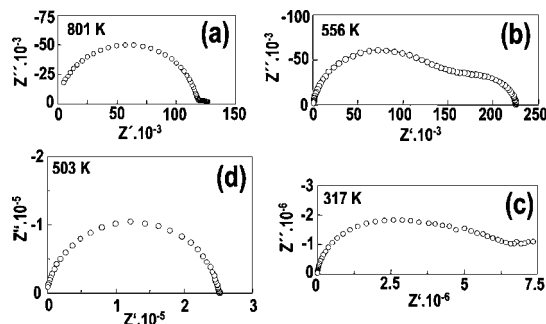 801 K (a)
-75
-50
-25
0 50 100 150
Z´´.10⁻³
Z´.10⁻³
556 K (b)
-100
-50
0
0 50 100 150 200 250
Z´´.10⁻³
Z‘.10⁻³
503 K (d)
-2
-1
0
0 1 2 3
Z‘‘.10⁻⁵
Z‘.10⁻⁵
317 K (c)
-4
-3
-2
-1
0
0 2.5 5 7.5
Z´´.10⁻⁶
Z‘.10⁻⁶